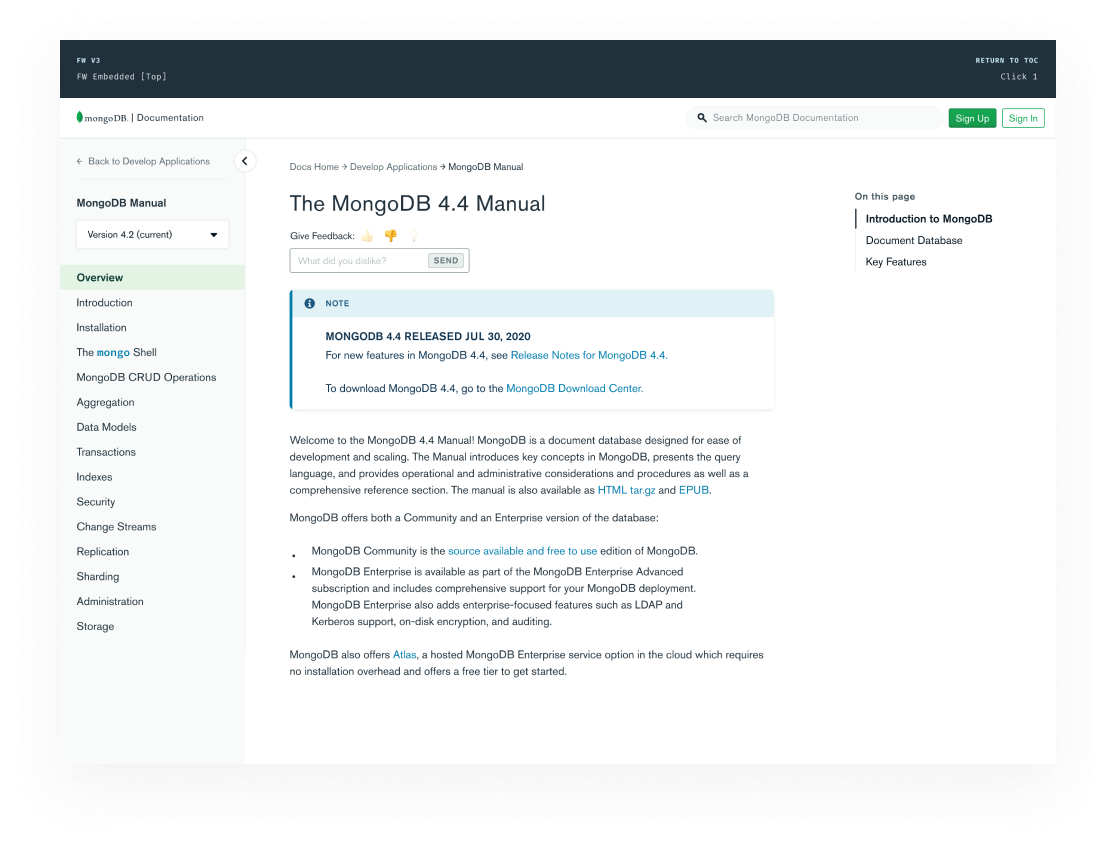 FW V3
RETURN TO TOC
FW Embedded [Top]
Click 1
mongoDB. | Documentation
Search MongoDB Documentation
Sign Up
Sign In
← Back to Develop Applications
MongoDB Manual
Version 4.2 (current)
Overview
Introduction
Installation
The mongo Shell
MongoDB CRUD Operations
Aggregation
Data Models
Transactions
Indexes
Security
Change Streams
Replication
Sharding
Administration
Storage
Docs Home → Develop Applications → MongoDB Manual
The MongoDB 4.4 Manual
Give Feedback:
What did you dislike?
SEND
NOTE
MONGODB 4.4 RELEASED JUL 30, 2020
For new features in MongoDB 4.4, see Release Notes for MongoDB 4.4.
To download MongoDB 4.4, go to the MongoDB Download Center.
Welcome to the MongoDB 4.4 Manual! MongoDB is a document database designed for ease of
development and scaling. The Manual introduces key concepts in MongoDB, presents the query
language, and provides operational and administrative considerations and procedures as well as a
comprehensive reference section. The manual is also available as HTML tar.gz and EPUB.
MongoDB offers both a Community and an Enterprise version of the database:
• MongoDB Community is the source available and free to use edition of MongoDB.
• MongoDB Enterprise is available as part of the MongoDB Enterprise Advanced
subscription and includes comprehensive support for your MongoDB deployment.
MongoDB Enterprise also adds enterprise-focused features such as LDAP and
Kerberos support, on-disk encryption, and auditing.
MongoDB also offers Atlas, a hosted MongoDB Enterprise service option in the cloud which requires
no installation overhead and offers a free tier to get started.
On this page
Introduction to MongoDB
Document Database
Key Features